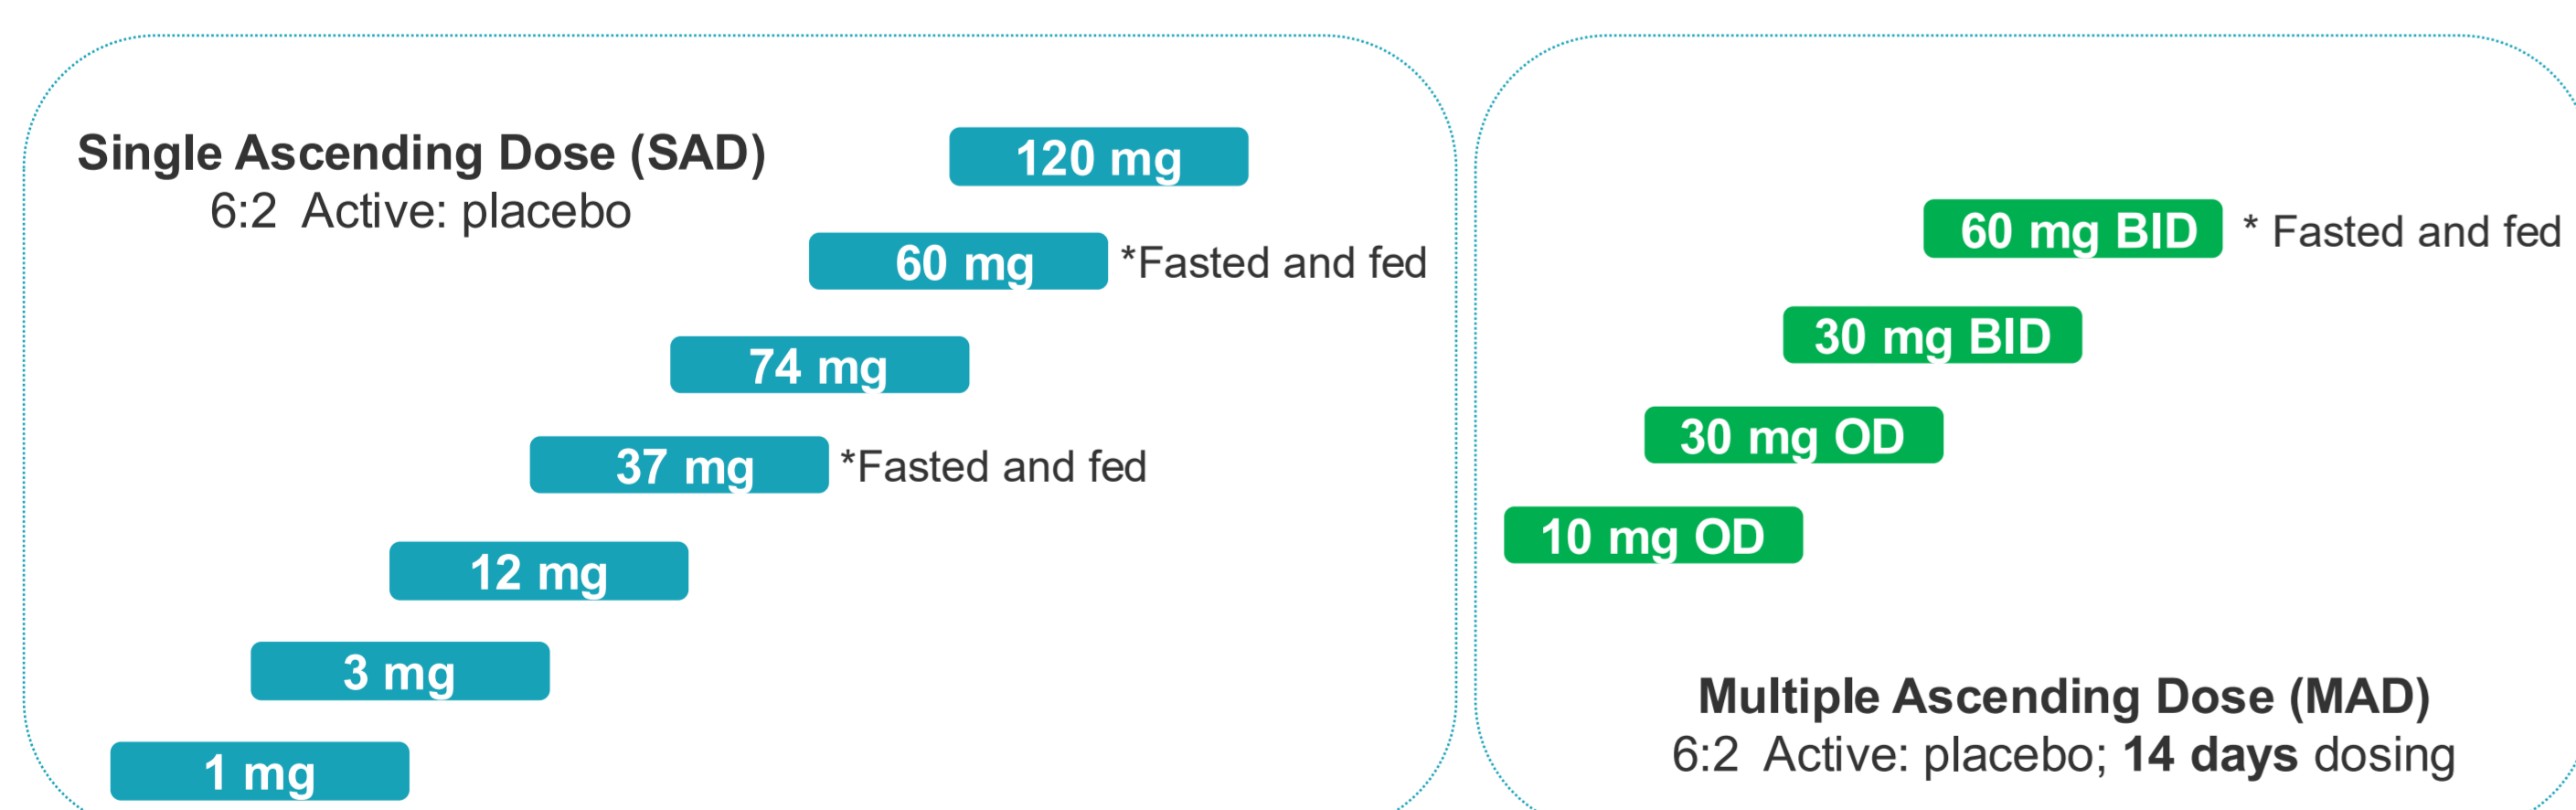 Single Ascending Dose (SAD)
6:2 Active: placebo
120 mg
60 mg *Fasted and fed
74 mg
37 mg *Fasted and fed
12 mg
3 mg
1 mg
60 mg BID * Fasted and fed
30 mg BID
30 mg OD
10 mg OD
Multiple Ascending Dose (MAD)
6:2 Active: placebo; 14 days dosing